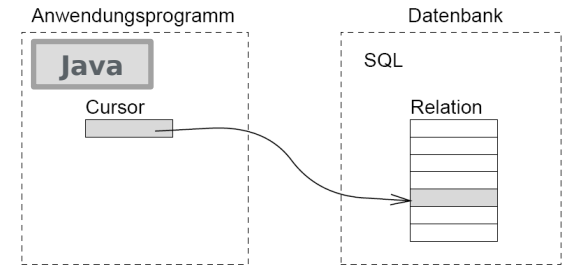 Anwendungsprogramm
Datenbank
Java
SQL
Cursor
Relation